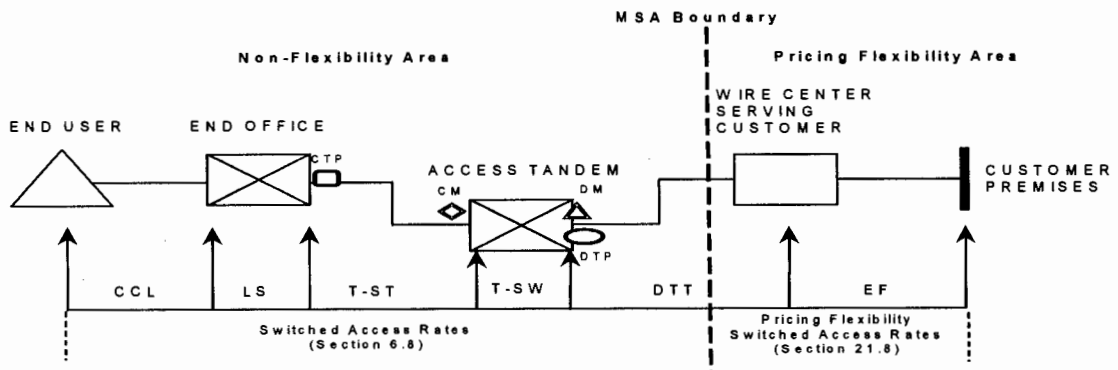 MSA Boundary
Non-Flexibility Area
Pricing Flexibility Area
WIRE CENTER
SERVING
CUSTOMER
END USER
END OFFICE
CTP
ACCESS TANDEM
CM
DM
CUSTOMER
PREMISES
DTP
CCL
LS
T-ST
T-SW
DTT
EF
Switched Access Rates
(Section 6.8)
Pricing Flexibility
Switched Access Rates
(Section 21.8)